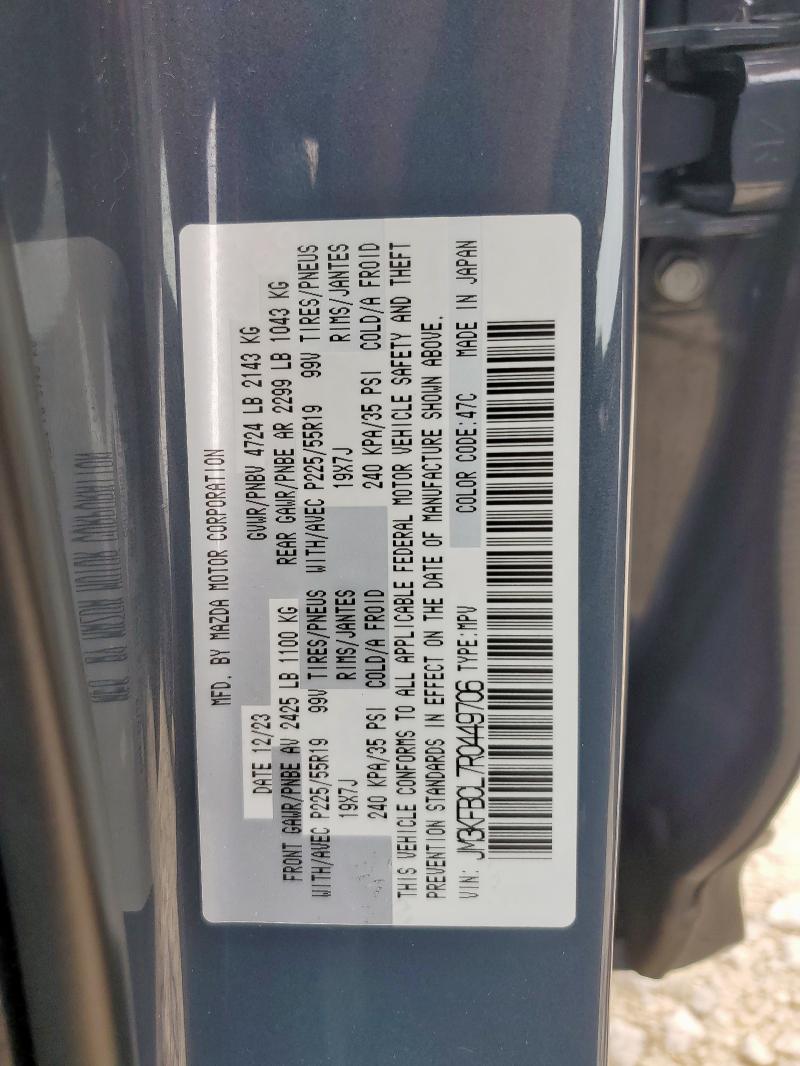 MFD. BY MAZDA MOTOR CORPORATION
DATE 12/23 GVWR/PNBV 4724 LB 2143 KG
FRONT GAWR/PNBE AV 2425 LB 1100 KG REAR GAWR/PNBE AR 2299 LB 1043 KG
WITH/AVEC P225/55R19 99V TIRES/PNEUS WITH/AVEC P225/55R19 99V TIRES/PNEUS
19X7J RIMS/JANTES 19X7J RIMS/JANTES
240 KPA/35 PSI COLD/A FROID 240 KPA/35 PSI COLD/A FROID
THIS VEHICLE CONFORMS TO ALL APPLICABLE FEDERAL MOTOR VEHICLE SAFETY AND THEFT
PREVENTION STANDARDS IN EFFECT ON THE DATE OF MANUFACTURE SHOWN ABOVE.
VIN: JM3KFBCL7R0449706 TYPE:MPV COLOR CODE:47C MADE IN JAPAN